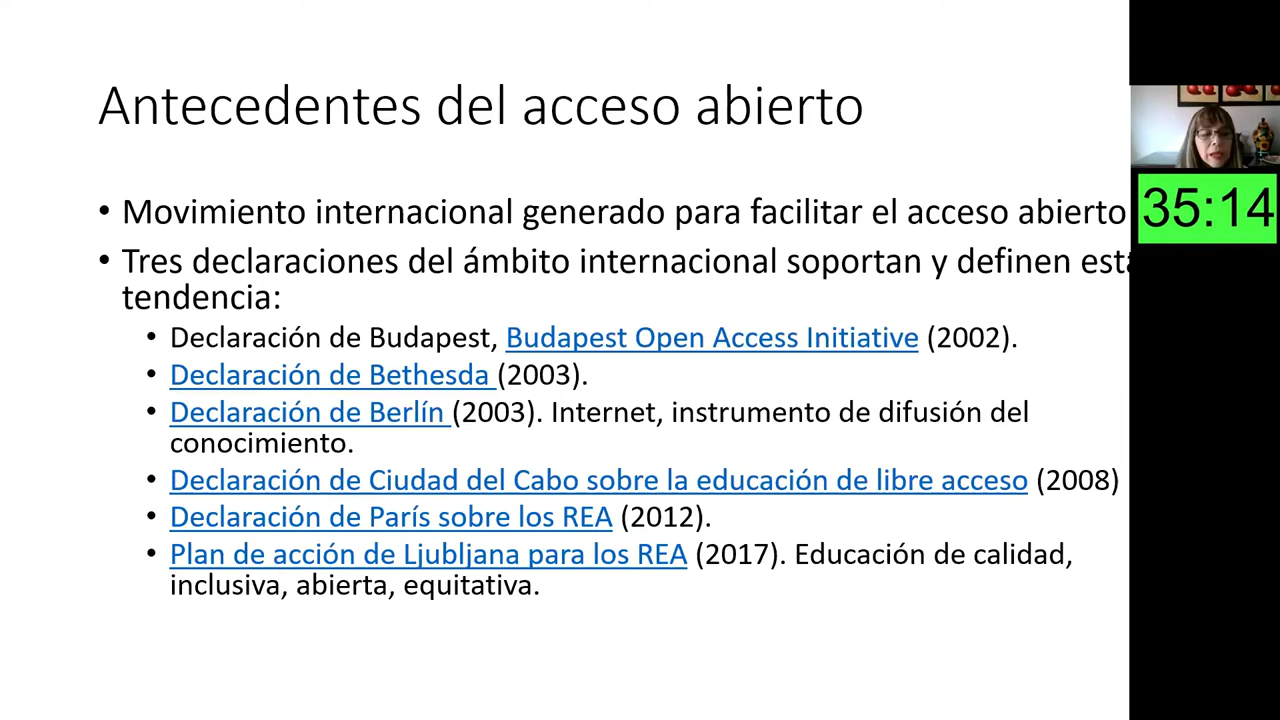 Antecedentes del acceso abierto
• Movimiento internacional generado para facilitar el acceso abierto
• Tres declaraciones del ámbito internacional soportan y definen esta
tendencia:
• Declaración de Budapest, Budapest Open Access Initiative (2002).
• Declaración de Bethesda (2003).
• Declaración de Berlín (2003). Internet, instrumento de difusión del
conocimiento.
• Declaración de Ciudad del Cabo sobre la educación de libre acceso (2008)
• Declaración de París sobre los REA (2012).
• Plan de acción de Ljubljana para los REA (2017). Educación de calidad,
inclusiva, abierta, equitativa.
35:14